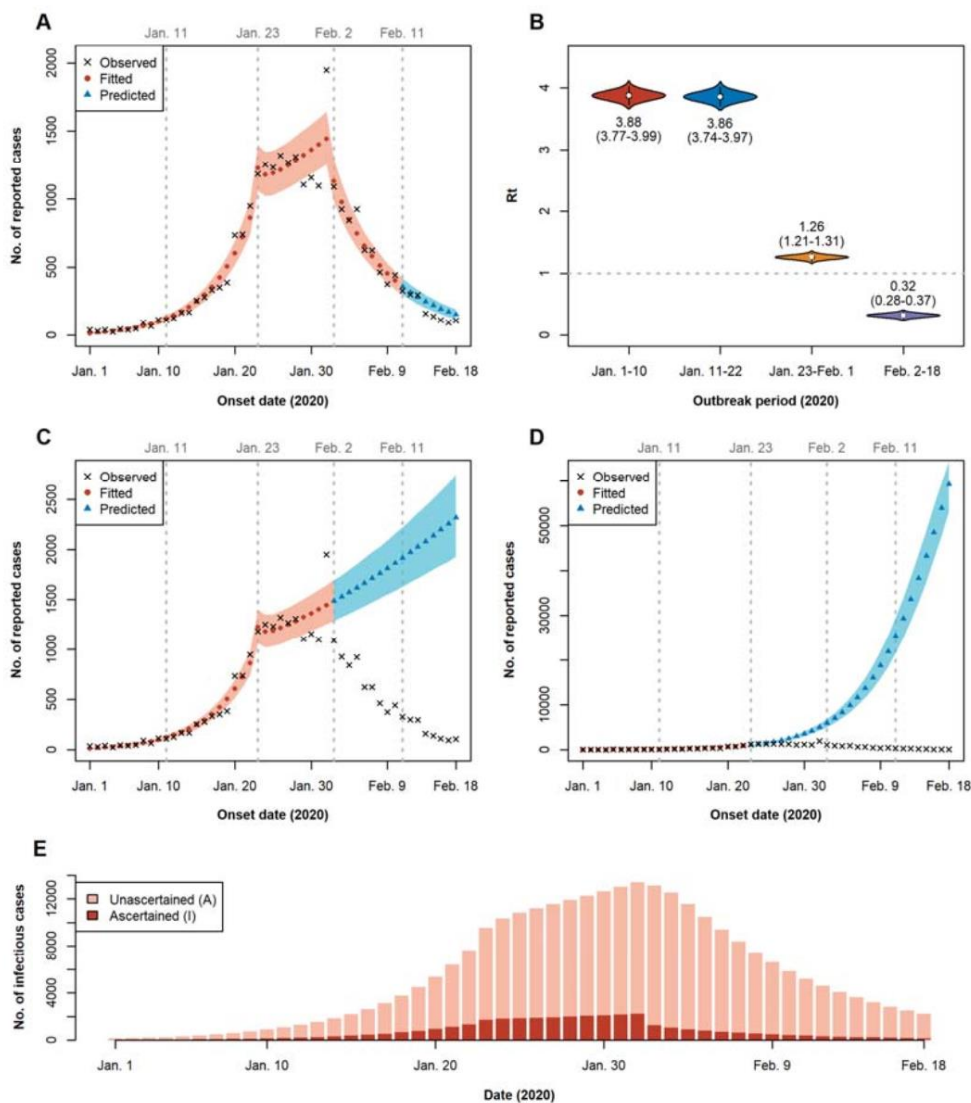 A
Jan. 11
Jan. 23
Feb. 2
Feb. 11
Observed
Fitted
Predicted
No. of reported cases
2000
1500
1000
500
0
Jan. 1
Jan. 10
Jan. 20
Jan. 30
Feb. 9
Feb. 18
Onset date (2020)
B
Rt
4
2
1
0
3.88
(3.77-3.99)
3.86
(3.74-3.97)
1.26
(1.21-1.31)
0.32
(0.28-0.37)
Jan. 1-10
Jan. 11-22
Jan. 23-Feb. 1
Feb. 2-18
Outbreak period (2020)
C
Jan. 11
Jan. 23
Feb. 2
Feb. 11
Observed
Fitted
Predicted
No. of reported cases
2500
2000
1500
1000
500
0
Jan. 1
Jan. 10
Jan. 20
Jan. 30
Feb. 9
Feb. 18
Onset date (2020)
D
Jan. 11
Jan. 23
Feb. 2
Feb. 11
Observed
Fitted
Predicted
No. of reported cases
50000
30000
10000
0
Jan. 1
Jan. 10
Jan. 20
Jan. 30
Feb. 9
Feb. 18
Onset date (2020)
E
Unascertained (A)
Ascertained (I)
No. of infectious cases
12000
8000
4000
0
Jan. 1
Jan. 10
Jan. 20
Jan. 30
Feb. 9
Feb. 18
Date (2020)